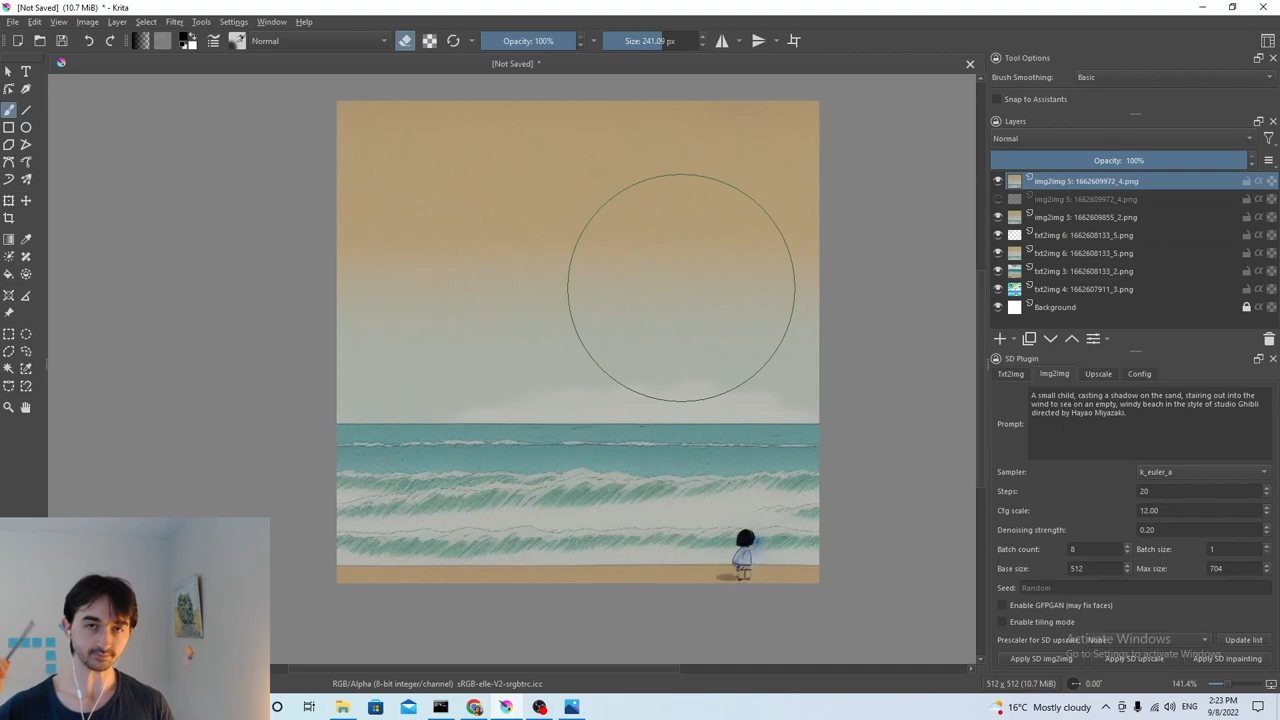 [Not Saved] (10.7 MiB) * - Krita
File Edit View Image Layer Select Filter Tools Settings Window Help
Normal
Opacity: 100%
Size: 241.09 px
[Not Saved] *
Tool Options
Brush Smoothing: Basic
Snap to Assistants
Layers
Normal
Opacity: 100%
img2img 5: 1662609972_4.png
img2img 5: 1662609972_4.png
img2img 3: 1662609855_2.png
txt2img 6: 1662608133_5.png
txt2img 6: 1662608133_5.png
txt2img 3: 1662608133_2.png
txt2img 4: 1662607911_3.png
Background
SD Plugin
Txt2Img Img2Img Upscale Config
A small child, casting a shadow on the sand, stairing out into the
wind to sea on an empty, windy beach in the style of studio Ghibli
Prompt: directed by Hayao Miyazaki.
Sampler: k_euler_a
Steps: 20
Cfg scale: 12.00
Denoising strength: 0.20
Batch count: 8 Batch size: 1
Base size: 512 Max size: 704
Seed: Random
Enable GFPGAN (may fix faces)
Enable tiling mode
Prescaler for SD upscale: None Update list
Activate Windows
Go to Settings to activate Windows.
Apply SD img2img Apply SD upscale Apply SD inpainting
RGB/Alpha (8-bit integer/channel) sRGB-elle-V2-srgbtrc.icc
512 x 512 (10.7 MiB) 0.00° 141.4%
16°C Mostly cloudy
2:23 PM
9/8/2022